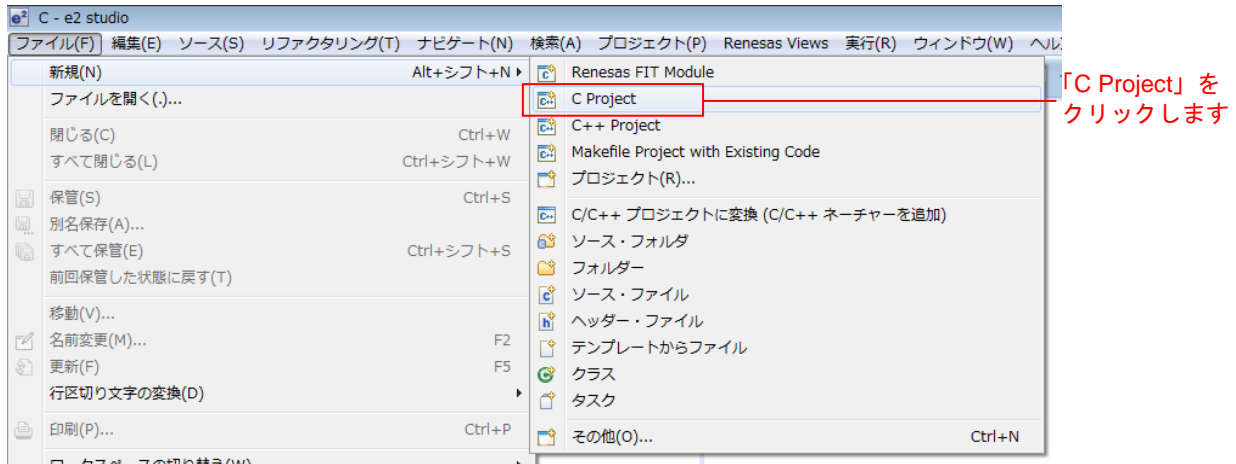 C - e2 studio
ファイル(F) 編集(E) ソース(S) リファクタリング(T) ナビゲート(N) 検索(A) プロジェクト(P) Renesas Views 実行(R) ウィンドウ(W)
新規(N) Alt+シフト+N
ファイルを開く(.)...
閉じる(C) Ctrl+W
すべて閉じる(L) Ctrl+シフト+W
保管(S) Ctrl+S
別名保存(A)...
すべて保管(E) Ctrl+シフト+S
前回保管した状態に戻す(T)
移動(V)...
名前変更(M)... F2
更新(F) F5
行区切り文字の変換(D)
印刷(P)... Ctrl+P
Renesas FIT Module
C Project
C++ Project
Makefile Project with Existing Code
プロジェクト(R)...
C/C++ プロジェクトに変換 (C/C++ ネーチャーを追加)
ソース・フォルダ
フォルダー
ソース・ファイル
ヘッダー・ファイル
テンプレートからファイル
クラス
タスク
その他(O)... Ctrl+N
「C Project」を
クリックします